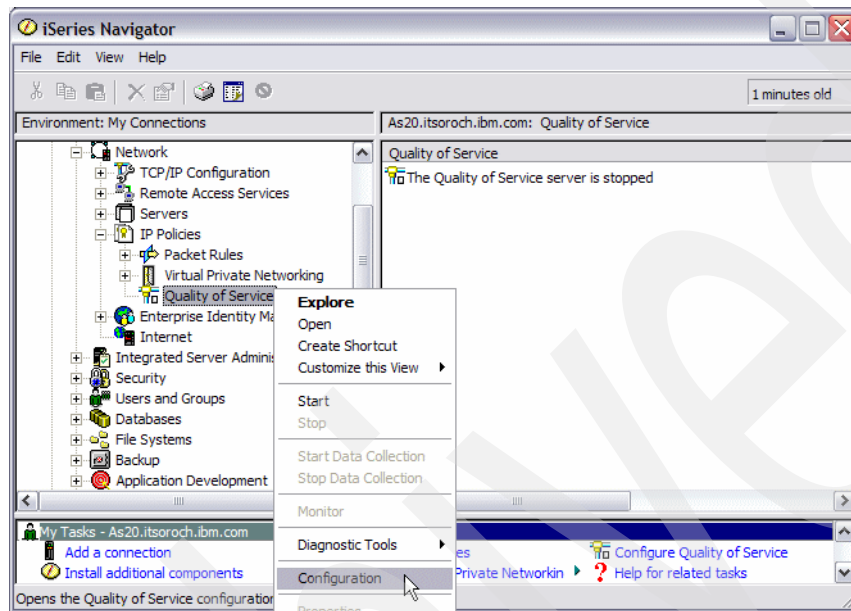 iSeries Navigator
File Edit View Help
1 minutes old
Environment: My Connections
As20.itsoroch.ibm.com: Quality of Service
Network
TCP/IP Configuration
Remote Access Services
Servers
IP Policies
Packet Rules
Virtual Private Networking
Quality of Service
Enterprise Identity Ma
Internet
Integrated Server Adminis
Security
Users and Groups
Databases
File Systems
Backup
Application Development
Quality of Service
The Quality of Service server is stopped
Explore
Open
Create Shortcut
Customize this View
Start
Stop
Start Data Collection
Stop Data Collection
Monitor
Diagnostic Tools
Configuration
Properties
My Tasks - As20.itsoroch.ibm.com
Add a connection
Install additional components
es
Private Networkin
Configure Quality of Service
Help for related tasks
Opens the Quality of Service configuration